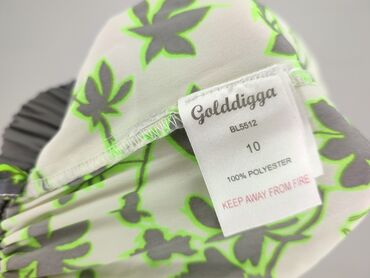 Golddigga
BL5512
10
100% POLYESTER
KEEP AWAY FROM FIRE